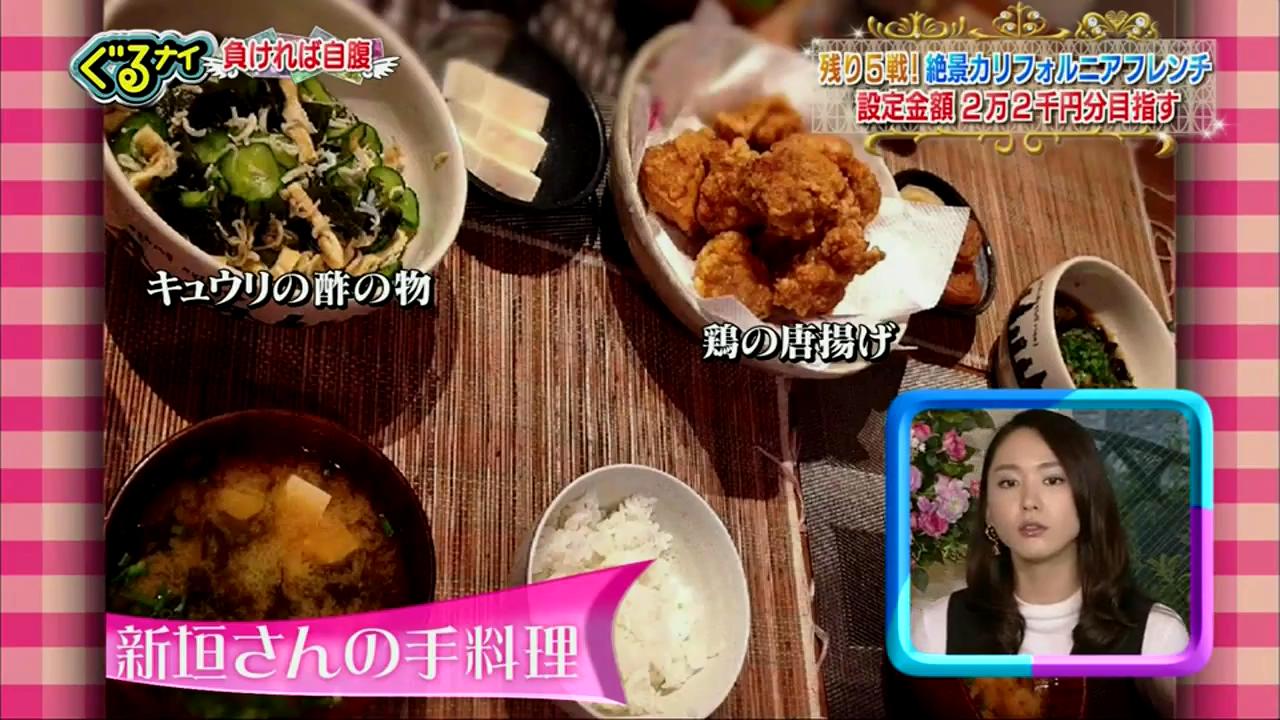 ぐるナイ
負ければ自腹
残り5戦!絶景カリフォルニアフレンチ
設定金額2万2千円分目指す
キュウリの酢の物
鶏の唐揚げ
新垣さんの手料理